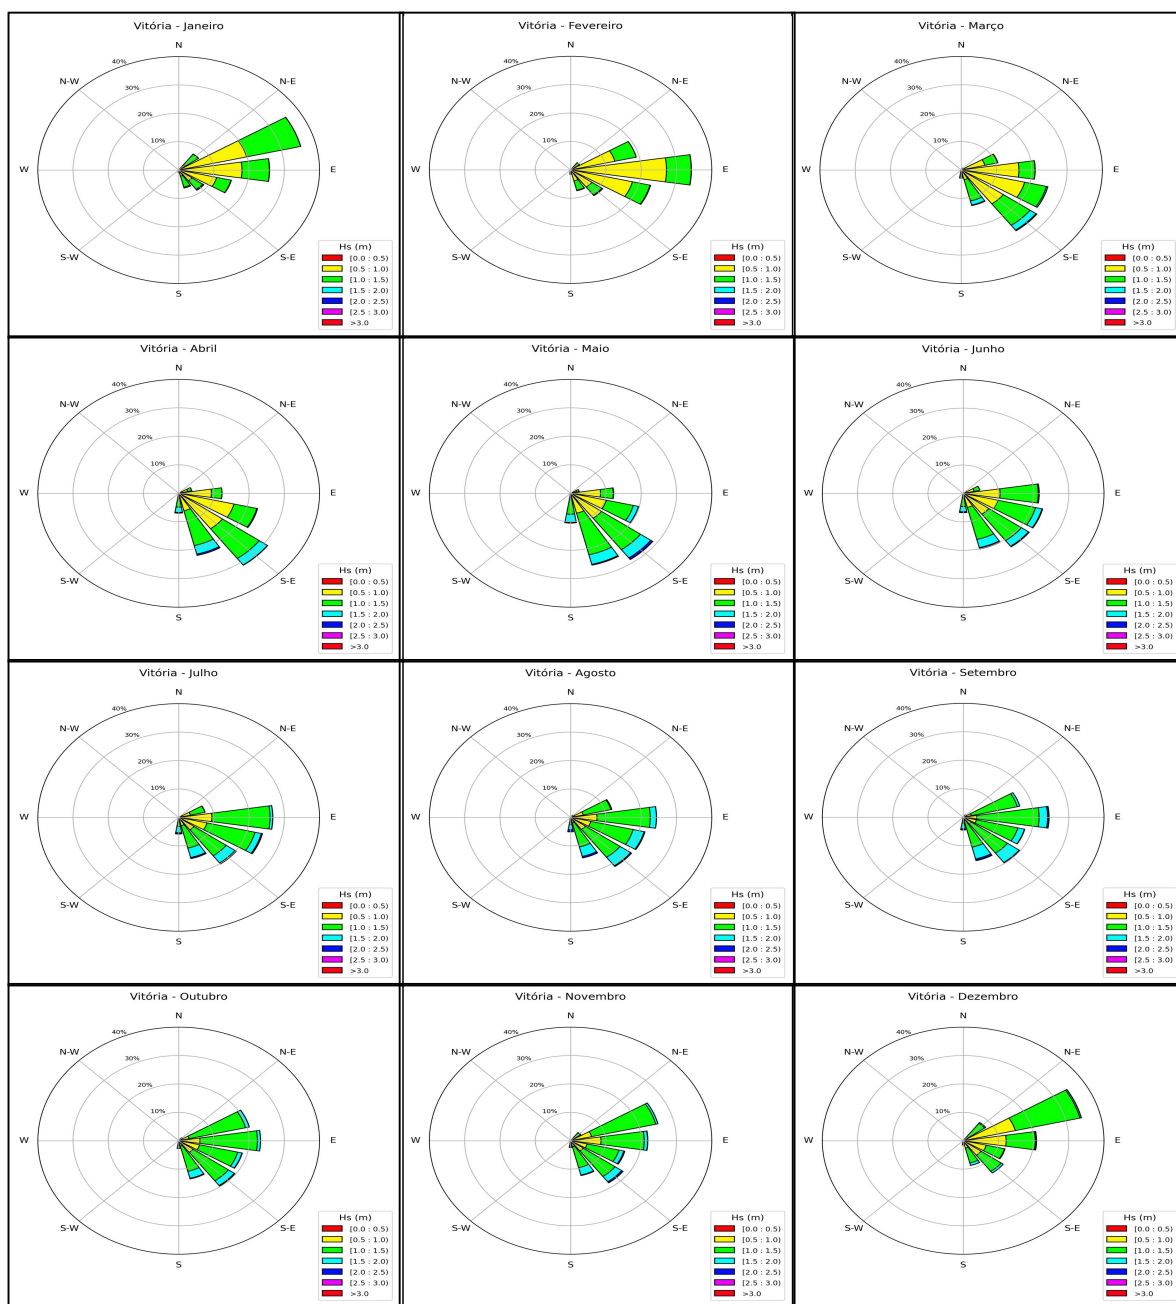 Vitória - Janeiro
N
40%
N-W
N-E
30%
20%
10%
W
E
S-W
S-E
S
Hs (m)
[0.0 : 0.5)
[0.5 : 1.0)
[1.0 : 1.5)
[1.5 : 2.0)
[2.0 : 2.5)
[2.5 : 3.0)
>3.0
Vitória - Fevereiro
N
40%
N-W
N-E
30%
20%
10%
W
E
S-W
S-E
S
Hs (m)
[0.0 : 0.5)
[0.5 : 1.0)
[1.0 : 1.5)
[1.5 : 2.0)
[2.0 : 2.5)
[2.5 : 3.0)
>3.0
Vitória - Março
N
40%
N-W
N-E
30%
20%
10%
W
E
S-W
S-E
S
Hs (m)
[0.0 : 0.5)
[0.5 : 1.0)
[1.0 : 1.5)
[1.5 : 2.0)
[2.0 : 2.5)
[2.5 : 3.0)
>3.0
Vitória - Abril
N
40%
N-W
N-E
30%
20%
10%
W
E
S-W
S-E
S
Hs (m)
[0.0 : 0.5)
[0.5 : 1.0)
[1.0 : 1.5)
[1.5 : 2.0)
[2.0 : 2.5)
[2.5 : 3.0)
>3.0
Vitória - Maio
N
40%
N-W
N-E
30%
20%
10%
W
E
S-W
S-E
S
Hs (m)
[0.0 : 0.5)
[0.5 : 1.0)
[1.0 : 1.5)
[1.5 : 2.0)
[2.0 : 2.5)
[2.5 : 3.0)
>3.0
Vitória - Junho
N
40%
N-W
N-E
30%
20%
10%
W
E
S-W
S-E
S
Hs (m)
[0.0 : 0.5)
[0.5 : 1.0)
[1.0 : 1.5)
[1.5 : 2.0)
[2.0 : 2.5)
[2.5 : 3.0)
>3.0
Vitória - Julho
N
40%
N-W
N-E
30%
20%
10%
W
E
S-W
S-E
S
Hs (m)
[0.0 : 0.5)
[0.5 : 1.0)
[1.0 : 1.5)
[1.5 : 2.0)
[2.0 : 2.5)
[2.5 : 3.0)
>3.0
Vitória - Agosto
N
40%
N-W
N-E
30%
20%
10%
W
E
S-W
S-E
S
Hs (m)
[0.0 : 0.5)
[0.5 : 1.0)
[1.0 : 1.5)
[1.5 : 2.0)
[2.0 : 2.5)
[2.5 : 3.0)
>3.0
Vitória - Setembro
N
40%
N-W
N-E
30%
20%
10%
W
E
S-W
S-E
S
Hs (m)
[0.0 : 0.5)
[0.5 : 1.0)
[1.0 : 1.5)
[1.5 : 2.0)
[2.0 : 2.5)
[2.5 : 3.0)
>3.0
Vitória - Outubro
N
40%
N-W
N-E
30%
20%
10%
W
E
S-W
S-E
S
Hs (m)
[0.0 : 0.5)
[0.5 : 1.0)
[1.0 : 1.5)
[1.5 : 2.0)
[2.0 : 2.5)
[2.5 : 3.0)
>3.0
Vitória - Novembro
N
40%
N-W
N-E
30%
20%
10%
W
E
S-W
S-E
S
Hs (m)
[0.0 : 0.5)
[0.5 : 1.0)
[1.0 : 1.5)
[1.5 : 2.0)
[2.0 : 2.5)
[2.5 : 3.0)
>3.0
Vitória - Dezembro
N
40%
N-W
N-E
30%
20%
10%
W
E
S-W
S-E
S
Hs (m)
[0.0 : 0.5)
[0.5 : 1.0)
[1.0 : 1.5)
[1.5 : 2.0)
[2.0 : 2.5)
[2.5 : 3.0)
>3.0